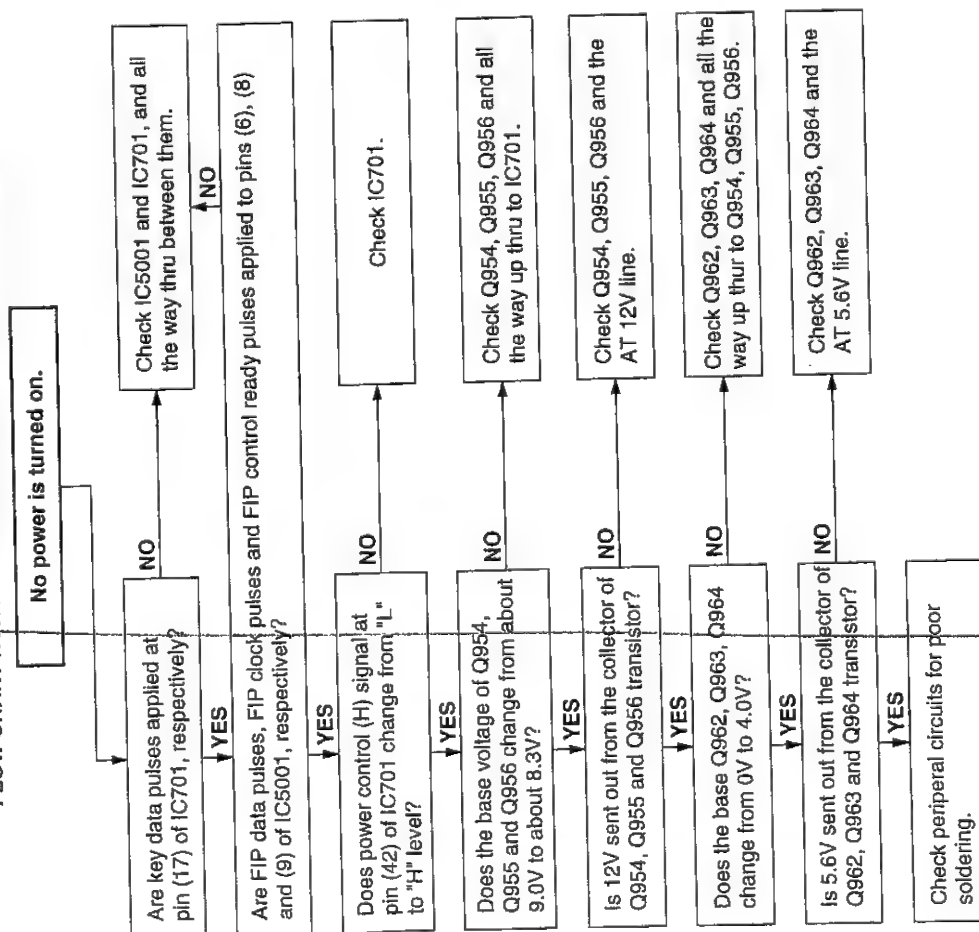 No power is turned on.
Are key data pulses applied at
pin (17) of IC701, respectively?
NO
Check IC5001 and IC701, and all
the way thru between them.
YES
NO
Are FIP data pulses, FIP clock pulses and FIP control ready pulses applied to pins (6), (8)
and (9) of IC5001, respectively?
YES
Does power control (H) signal at
pin (42) of IC701 change from "L"
to "H" level?
NO
Check IC701.
YES
Does the base voltage of Q954,
Q955 and Q956 change from about
9.0V to about 8.3V?
NO
Check Q954, Q955, Q956 and all
the way up thru to IC701.
YES
Is 12V sent out from the collector of
Q954, Q955 and Q956 transistor?
NO
Check Q954, Q955, Q956 and the
AT 12V line.
YES
Does the base Q962, Q963, Q964
change from 0V to 4.0V?
NO
Check Q962, Q963, Q964 and all the
way up thur to Q954, Q955, Q956.
YES
Is 5.6V sent out from the collector of
Q962, Q963 and Q964 transistor?
NO
Check Q962, Q963, Q964 and the
AT 5.6V line.
YES
Check periperal circuits for poor
soldering.